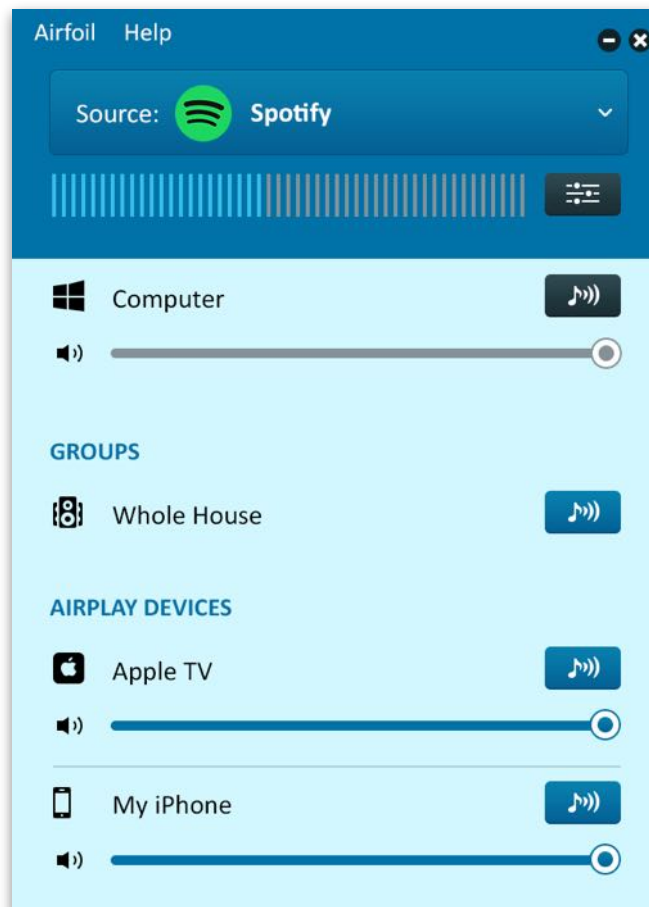 Airfoil Help
Source: Spotify
Computer
GROUPS
Whole House
AIRPLAY DEVICES
Apple TV
My iPhone